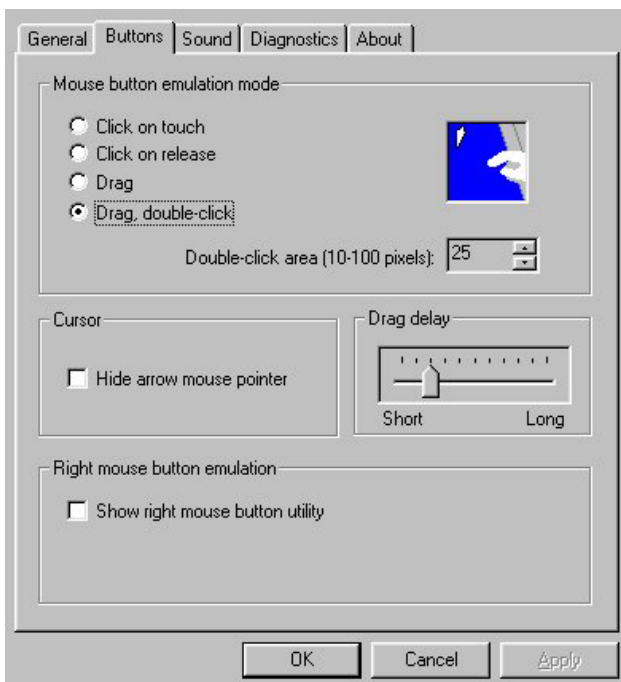 General Buttons Sound Diagnostics About
Mouse button emulation mode
Click on touch
Click on release
Drag
Drag, double-click
Double-click area (10-100 pixels): 25
Cursor
Hide arrow mouse pointer
Drag delay
Short Long
Right mouse button emulation
Show right mouse button utility
OK Cancel Apply